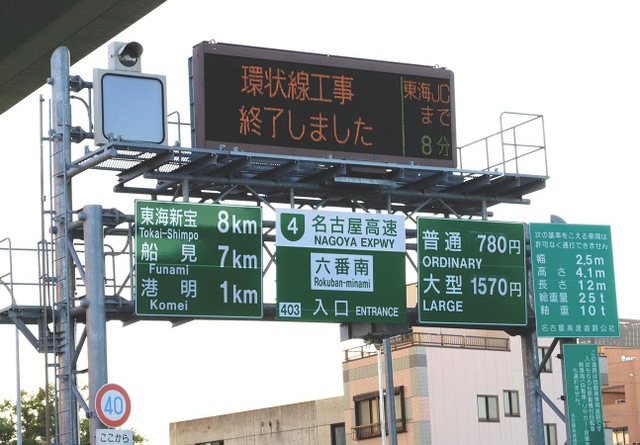 環状線工事
終了しました
東海JC
まで
8分
東海新宝 8km
Tokai-Shimpo
船見 7km
Funami
港明 1km
Komei
4 名古屋高速
NAGOYA EXPWY
六番南
Rokuban-minami
403 入口 ENTRANCE
普通 780円
ORDINARY
大型 1570円
LARGE
次の基準をこえる車両は
許可なく通行できません
幅 2.5m
高さ 4.1m
長さ 12m
総重量 25t
軸重 10t
名古屋高速道路公社
40
ここから